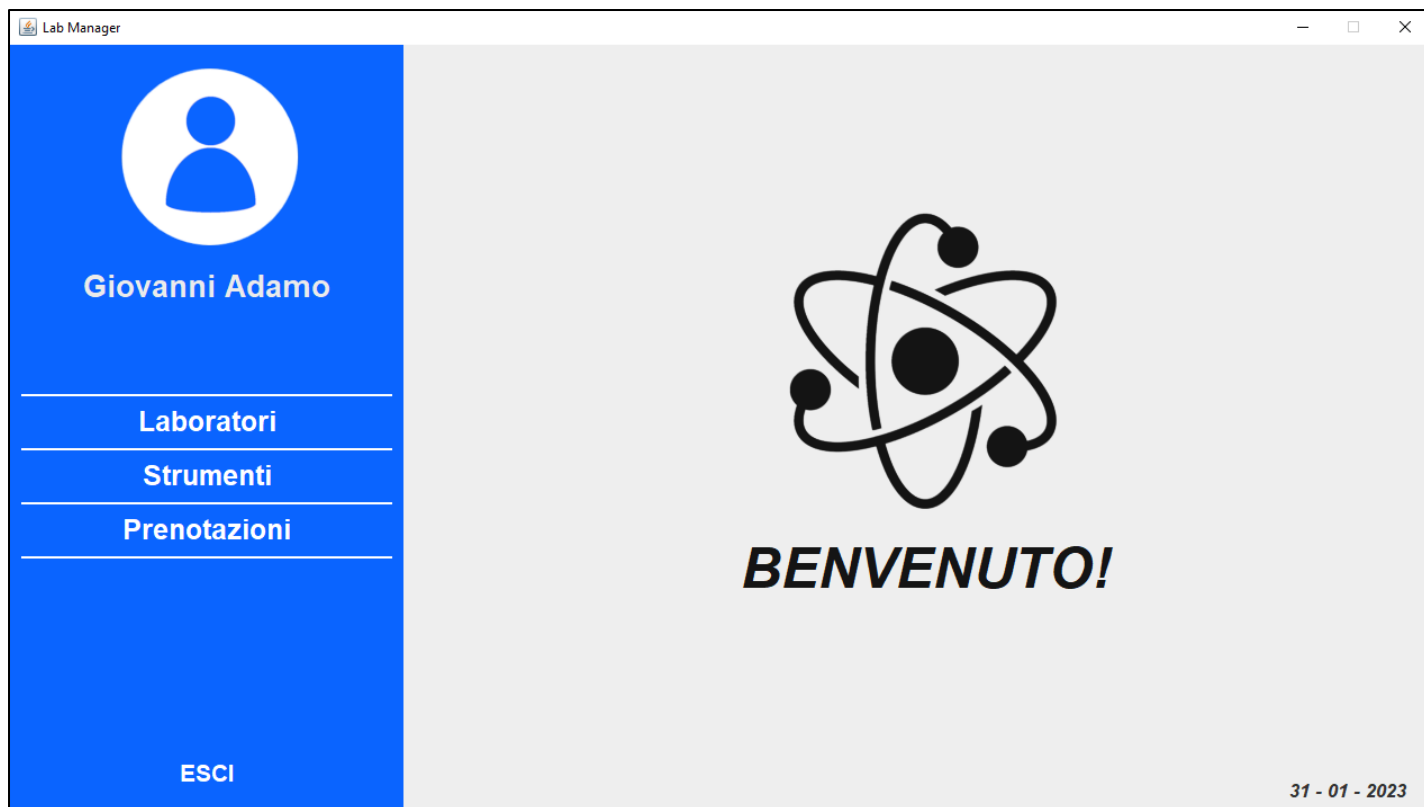 Lab Manager
Giovanni Adamo
Laboratori
Strumenti
Prenotazioni
ESCI
BENVENUTO!
31 - 01 - 2023